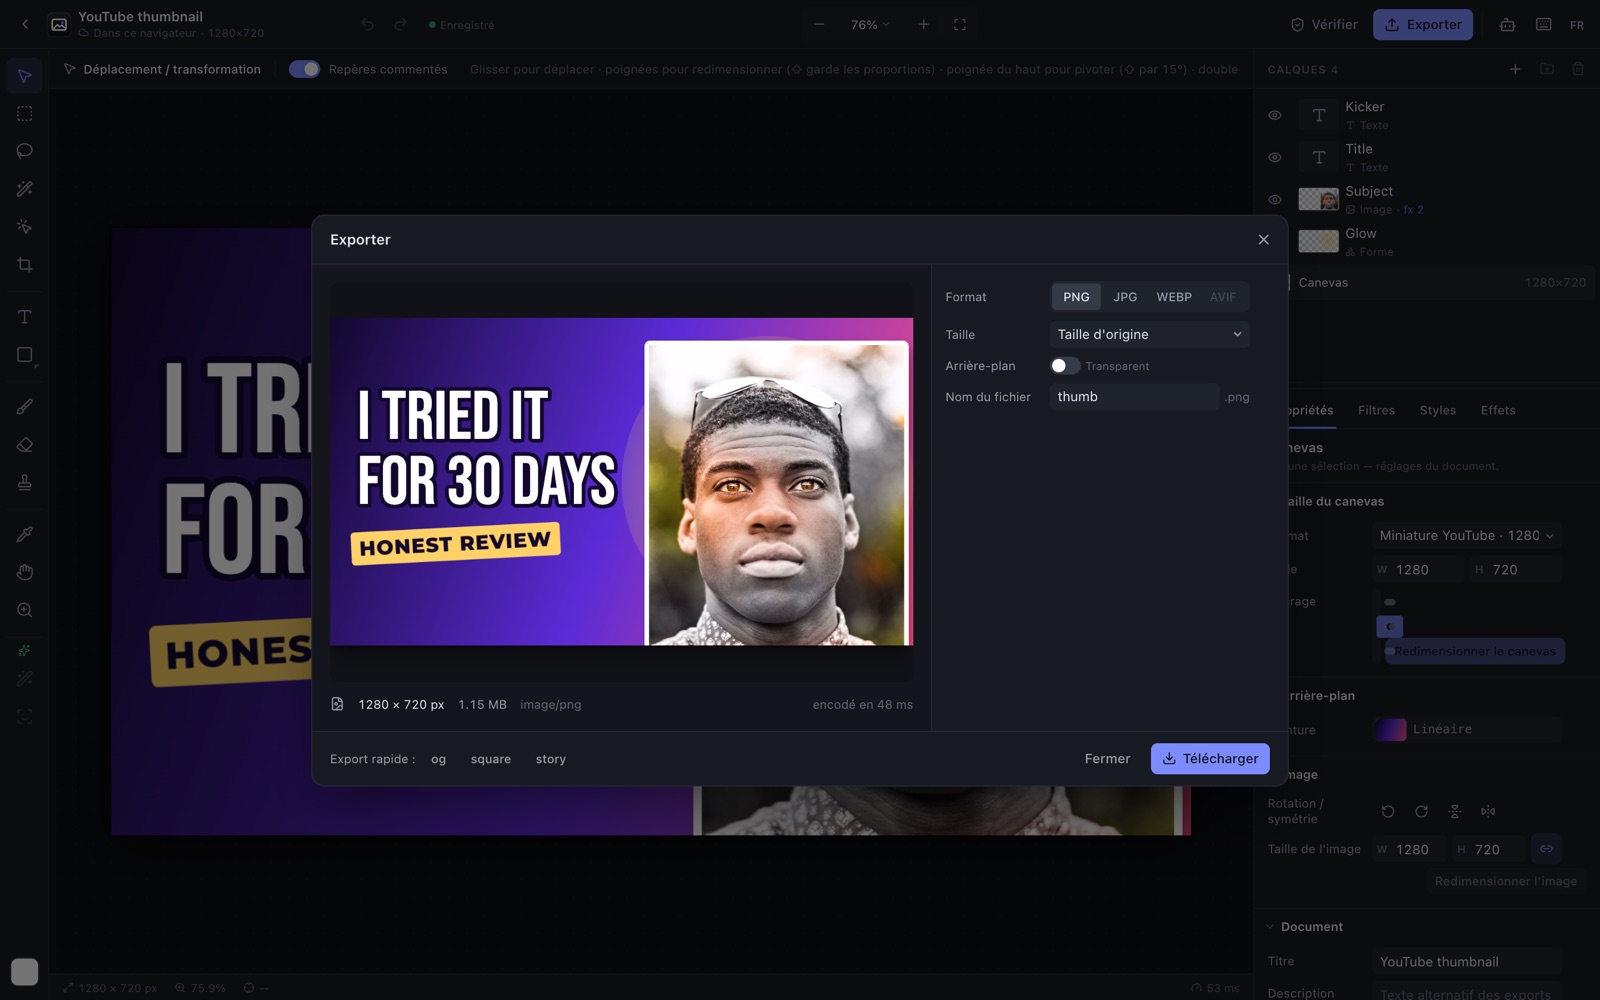 YouTube thumbnail
Dans ce navigateur · 1280×720
Enregistré
76%
Vérifier
Exporter
FR
Déplacement / transformation
Repères commentés
Glisser pour déplacer · poignées pour redimensionner (⇧ garde les proportions) · poignée du haut pour pivoter (⇧ par 15°) · double-
CALQUES 4
Kicker
Texte
Title
Texte
Subject
Image · fx 2
Glow
Forme
Canevas 1280×720
Exporter
I TRIED IT
FOR 30 DAYS
HONEST REVIEW
1280 × 720 px 1.15 MB image/png encodé en 48 ms
Format PNG JPG WEBP AVIF
Taille Taille d'origine
Arrière-plan Transparent
Nom du fichier thumb .png
Export rapide : og square story
Fermer Télécharger
I TRI
FOR
HONES
opriétés Filtres Styles Effets
nevas
une sélection — réglages du document.
aille du canevas
mat Miniature YouTube · 1280
le W 1280 H 720
rage
Redimensionner le canevas
rrière-plan
nture Linéaire
mage
Rotation /
symétrie
Taille de l'image W 1280 H 720
Redimensionner l'image
Document
Titre YouTube thumbnail
Description Texte alternatif des exports
1280 × 720 px 75.9% —
53 ms